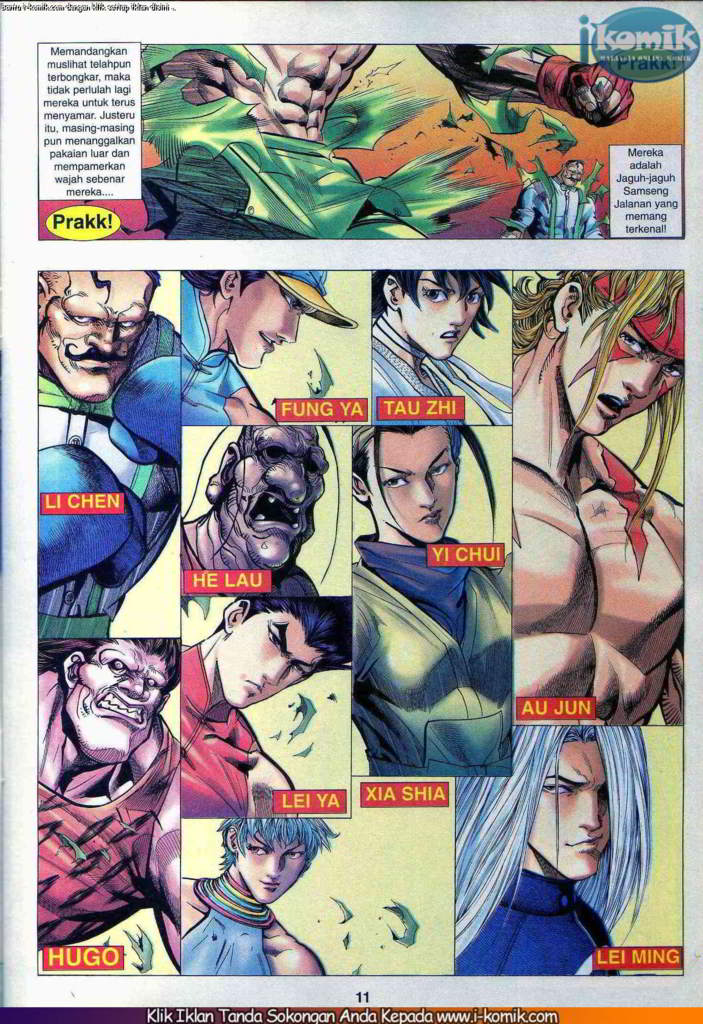 ikomik
MALAYSIA ONLINE KOMIK
Prakk!
Memandangkan
muslihat telahpun
terbongkar, maka
tidak perlulah lagi
mereka untuk terus
menyamar. Justeru
itu, masing-masing
pun menanggalkan
pakaian luar dan
mempamerkan
wajah sebenar
mereka....
Prakk!
Mereka
adalah
Jaguh-jaguh
Samseng
Jalanan yang
memang
terkenal!
FUNG YA
TAU ZHI
LI CHEN
YI CHUI
HE LAU
AU JUN
LEI YA
XIA SHIA
HUGO
LEI MING
11
Klik Iklan Tanda Sokongan Anda Kepada www.i-komik.com